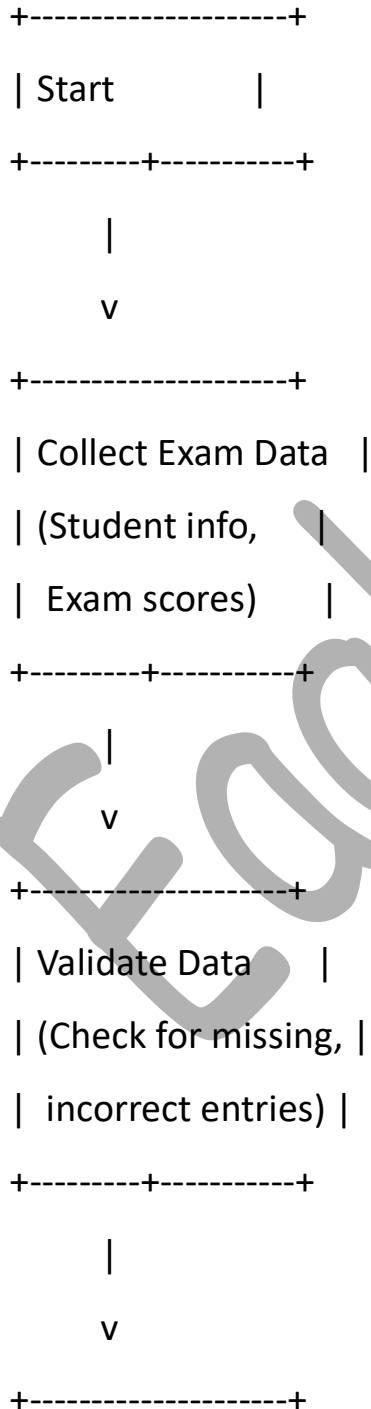 +---------------------+
| Start |
+---------+-----------+
|
v
+---------------------+
| Collect Exam Data |
| (Student info, |
| Exam scores) |
+---------+-----------+
|
v
+---------------------+
| Validate Data |
| (Check for missing, |
| incorrect entries) |
+---------+-----------+
|
v
+---------------------+